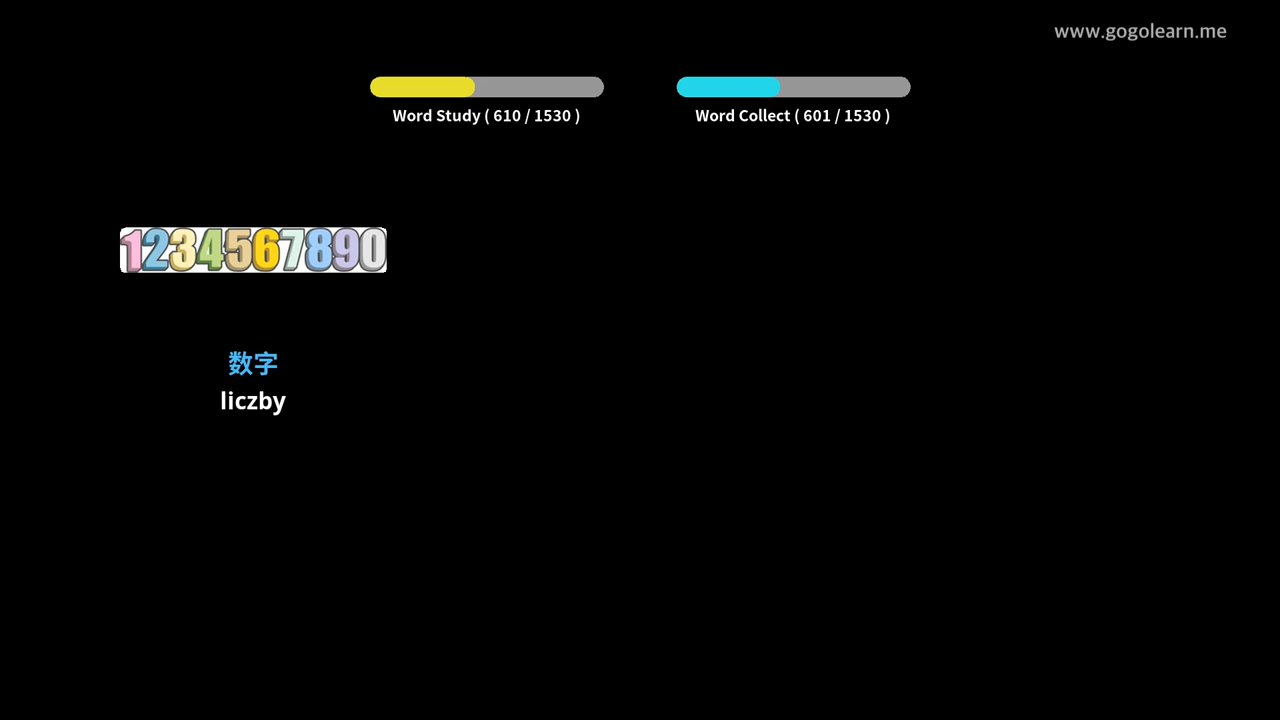 www.gogolearn.me
Word Study ( 610 / 1530 )
Word Collect ( 601 / 1530 )
1234567890
数字
liczby